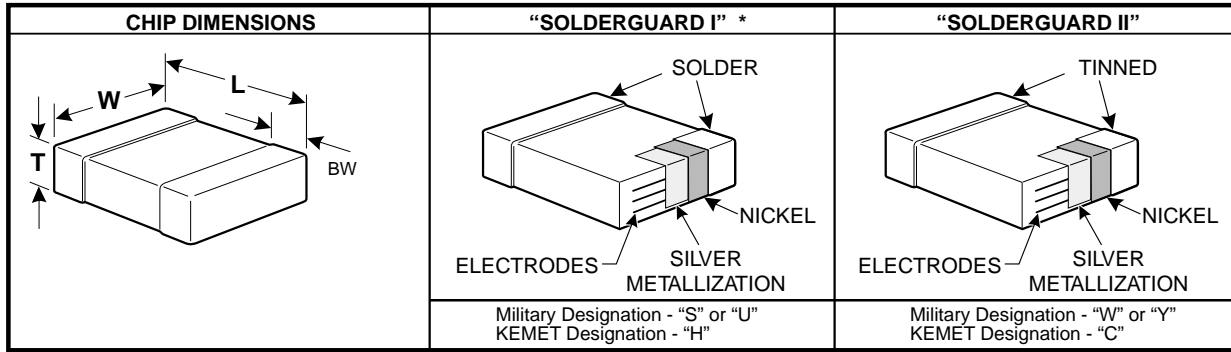 CHIP DIMENSIONS
W
L
T
BW
“SOLDERGUARD I” *
SOLDER
NICKEL
ELECTRODES
SILVER
METALLIZATION
Military Designation - “S” or “U”
KEMET Designation - “H”
“SOLDERGUARD II”
TINNED
NICKEL
ELECTRODES
SILVER
METALLIZATION
Military Designation - “W” or “Y”
KEMET Designation - “C”